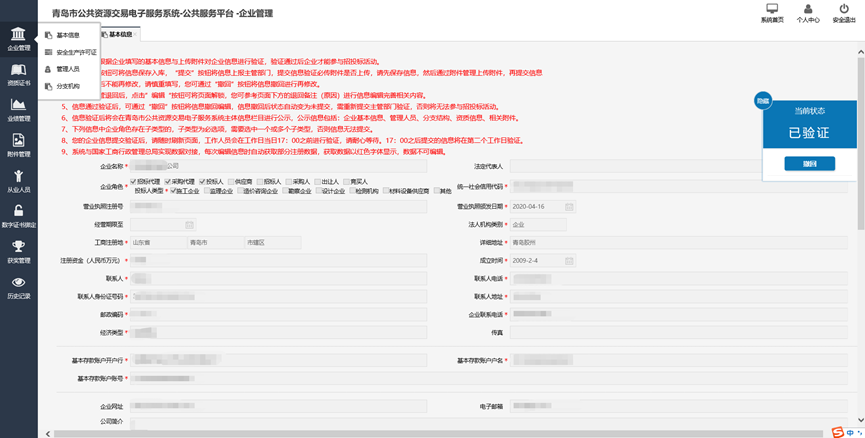 青岛市公共资源交易电子服务系统-公共服务平台 -企业管理
系统首页 个人中心 安全退出
企业管理
资质证书
业绩管理
附件管理
从业人员
数字证书绑定
获奖管理
历史记录
基本信息
安全生产许可证
管理人员
分支机构
基本信息
根据企业填写的基本信息与上传附件对企业信息进行验证，验证通过后企业才能参与招投标活动。
按钮可将信息保存入库，“提交”按钮将信息上报主管部门，提交信息验证必传附件是否上传，请先保存信息，然后通过附件管理上传附件，再提交信息
后不能再修改，请慎重填写，您可通过“撤回”按钮将信息撤回进行再修改。
管退回后，点击”编辑“按钮可将页面解锁，您可参考页面下方的退回备注（原因）进行信息编辑完善相关内容。
5、信息通过验证后，可通过“撤回”按钮将信息撤回编辑，信息撤回后状态自动变为未提交，需重新提交主管部门验证，否则将无法参与招投标活动。
6、信息验证后将会在青岛市公共资源交易电子服务系统主体信息栏目进行公示，公示信息包括：企业基本信息、管理人员、分支结构、资质信息、相关附件。
7、下列信息中企业角色存在子类型的，子类型为必选项，需要选中一个或多个子类型，否则信息无法提交。
8、您的企业信息提交验证后，请随时刷新页面，工作人员会在工作日当日17：00之前进行验证，请耐心等待。17：00之后提交的信息将在第二个工作日验证。
9、系统与国家工商行政管理总局实现数据对接，每次编辑信息时自动获取部分注册数据，获取数据以红色字体显示，数据不可编辑。
隐藏
当前状态
已验证
撤回
企业名称 * 公司 法定代表人
企业角色 * 招标代理 采购代理 投标人 供应商 招标人 采购人 出让人 竞买人
投标人类型 * 施工企业 监理企业 造价咨询企业 勘察企业 设计企业 检测机构 材料设备供应商 其他
统一社会信用代码 *
营业执照注册号 营业执照颁发日期 * 2020-04-16
经营期限至 法人机构类别 * 企业
工商注册地 * 山东省 青岛市 市辖区 详细地址 * 青岛胶州
注册资金（人民币万元） * 成立时间 * 2009-2-4
联系人 * 联系人电话 *
联系人身份证号码 * 联系人地址 *
邮政编码 * 企业联系电话 *
经济类型 * 传真
基本存款账户开户行 * 基本存款账户户名 *
基本存款账户账号 *
企业网址 电子邮箱
公司简介
中